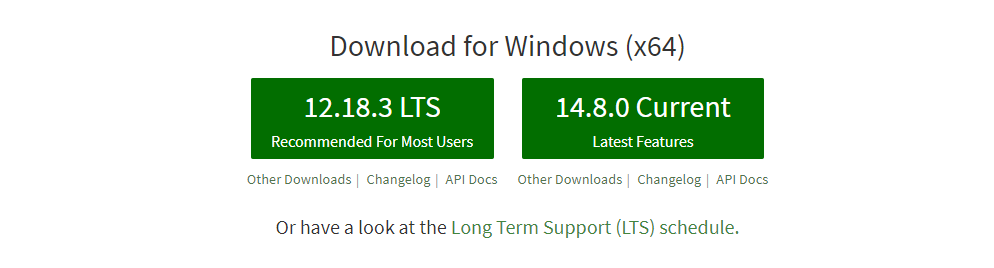 Download for Windows (x64)
12.18.3 LTS
Recommended For Most Users
Other Downloads | Changelog | API Docs
14.8.0 Current
Latest Features
Other Downloads | Changelog | API Docs
Or have a look at the Long Term Support (LTS) schedule.